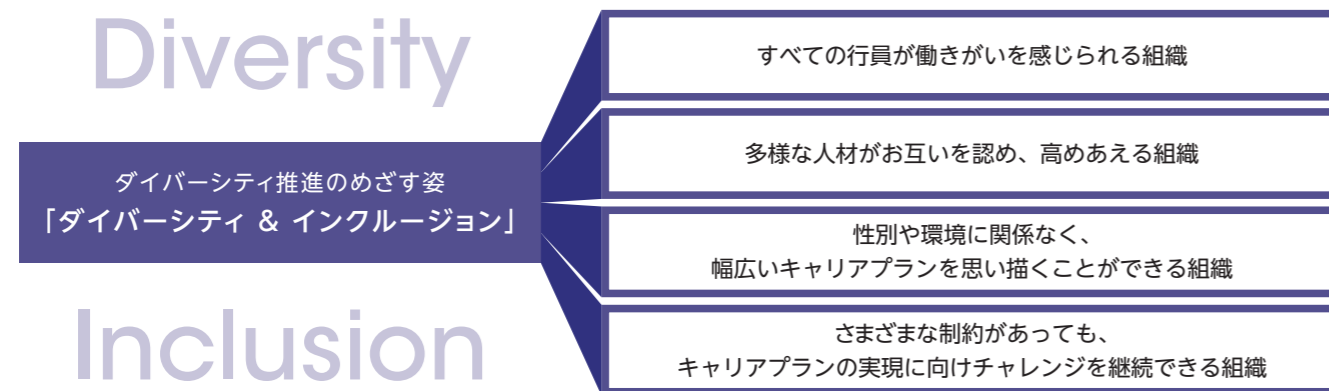 Diversity
ダイバーシティ推進のめざす姿
「ダイバーシティ & インクルージョン」
Inclusion
すべての行員が働きがいを感じられる組織
多様な人材がお互いを認め、高めあえる組織
性別や環境に関係なく、
幅広いキャリアプランを思い描くことができる組織
さまざまな制約があっても、
キャリアプランの実現に向けチャレンジを継続できる組織